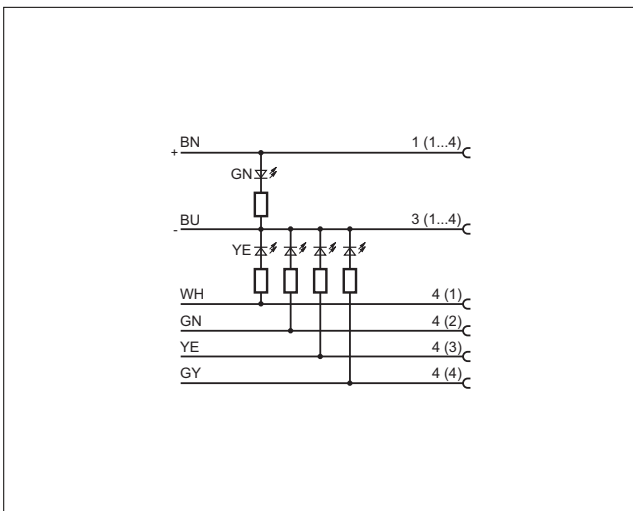 BN 1 (1...4)
+
GN
BU 3 (1...4)
-
YE
WH 4 (1)
GN 4 (2)
YE 4 (3)
GY 4 (4)